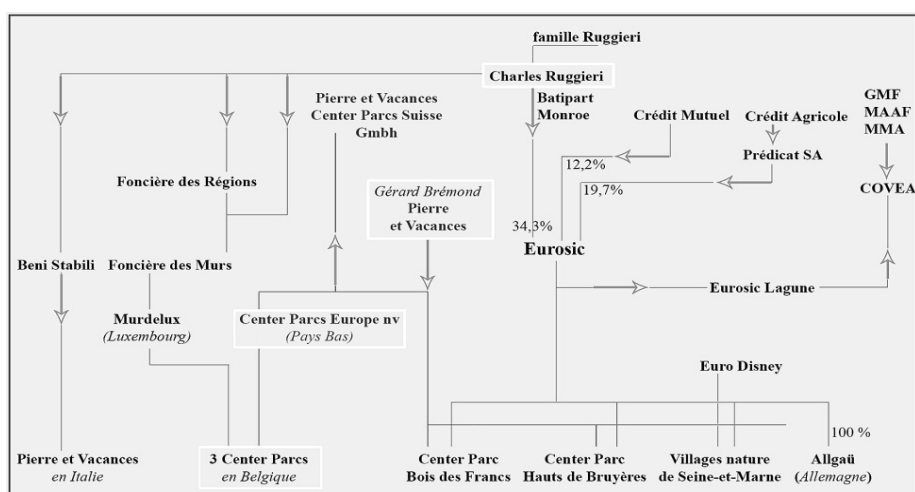 famille Ruggieri
Charles Ruggieri
Pierre et Vacances
Center Parcs Suisse
Gmbh
Batipart
Monroe
Crédit Mutuel
Crédit Agricole
GMF
MAAF
MMA
12,2%
Prédicat SA
Foncière des Régions
Gérard Brémond
Pierre
et Vacances
19,7%
COVEA
34,3%
Eurosic
Beni Stabili
Foncière des Murs
Eurosic Lagune
Murdelux
(Luxembourg)
Center Parcs Europe nv
(Pays Bas)
Euro Disney
100 %
Pierre et Vacances
en Italie
3 Center Parcs
en Belgique
Center Parc
Bois des Francs
Center Parc
Hauts de Bruyères
Villages nature
de Seine-et-Marne
Allgaü
(Allemagne)